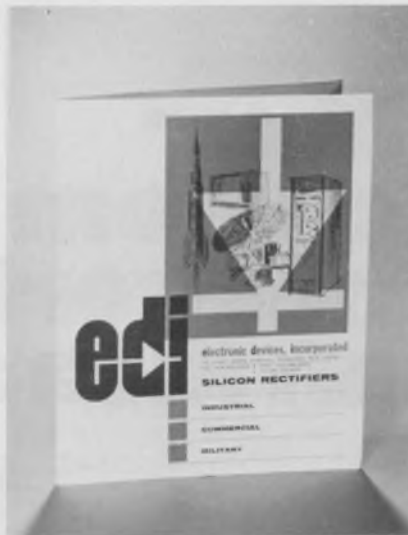 edi
electronic devices, incorporated
SILICON RECTIFIERS
INDUSTRIAL
COMMERCIAL
MILITARY